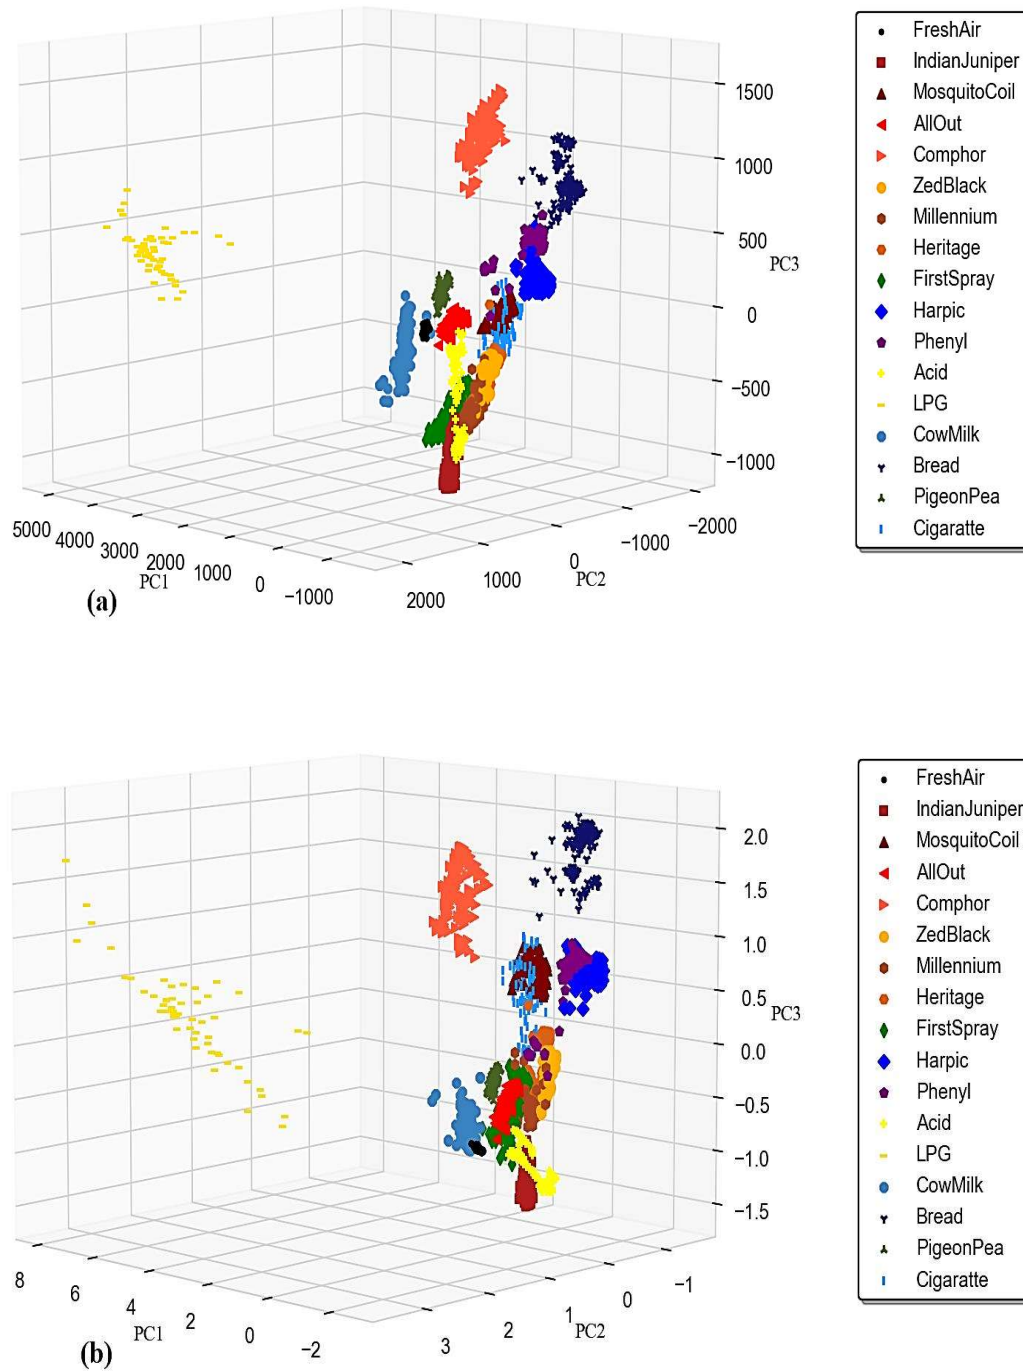 FreshAir
IndianJuniper
MosquitoCoil
AllOut
Comphor
ZedBlack
Millennium
Heritage
FirstSpray
Harpic
Phenyl
Acid
LPG
CowMilk
Bread
PigeonPea
Cigaratte
1500
1000
500
PC3
0
−500
−1000
5000 4000 3000 2000 1000 0 −1000
PC1
2000 1000 0 −1000 −2000
PC2
(a)
FreshAir
IndianJuniper
MosquitoCoil
AllOut
Comphor
ZedBlack
Millennium
Heritage
FirstSpray
Harpic
Phenyl
Acid
LPG
CowMilk
Bread
PigeonPea
Cigaratte
2.0
1.5
1.0
0.5
PC3
0.0
−0.5
−1.0
−1.5
8 6 4 2 0 −2
PC1
3 2 1 0 −1
PC2
(b)